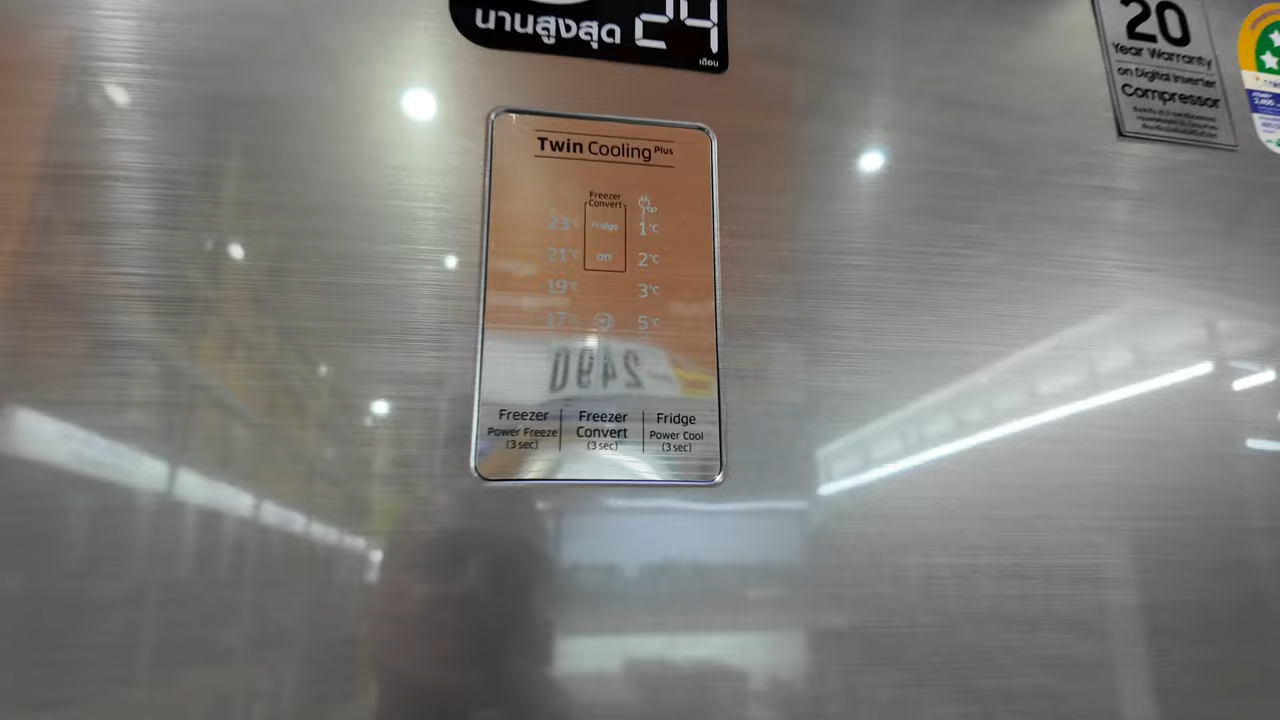 นานสูงสุด 24
เดือน
20
Year Warranty
on Digital Inverter
Compressor
Twin Cooling Plus
Freezer
Convert
Fridge
1°C
21°C
Off
2°C
19°C
3°C
17°C
5°C
2490
Freezer
Power Freeze
(3 sec)
Freezer
Convert
(3 sec)
Fridge
Power Cool
(3 sec)